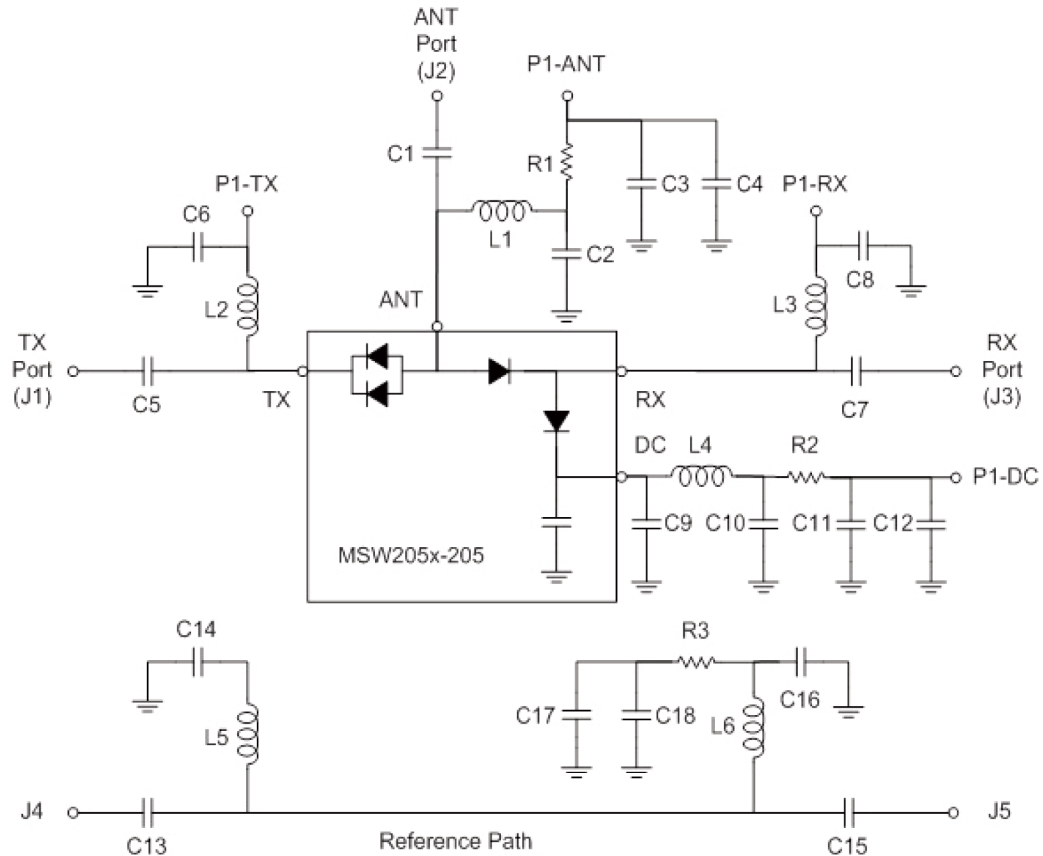 ANT
Port
(J2)
P1-ANT
C1
R1
C3
C4
P1-TX
P1-RX
C6
L1
C2
C8
L2
ANT
L3
TX
Port
(J1)
RX
Port
(J3)
C5
TX
RX
C7
DC
L4
R2
P1-DC
C9
C10
C11
C12
MSW205x-205
C14
R3
C17
C18
L6
C16
L5
J4
J5
C13
Reference Path
C15